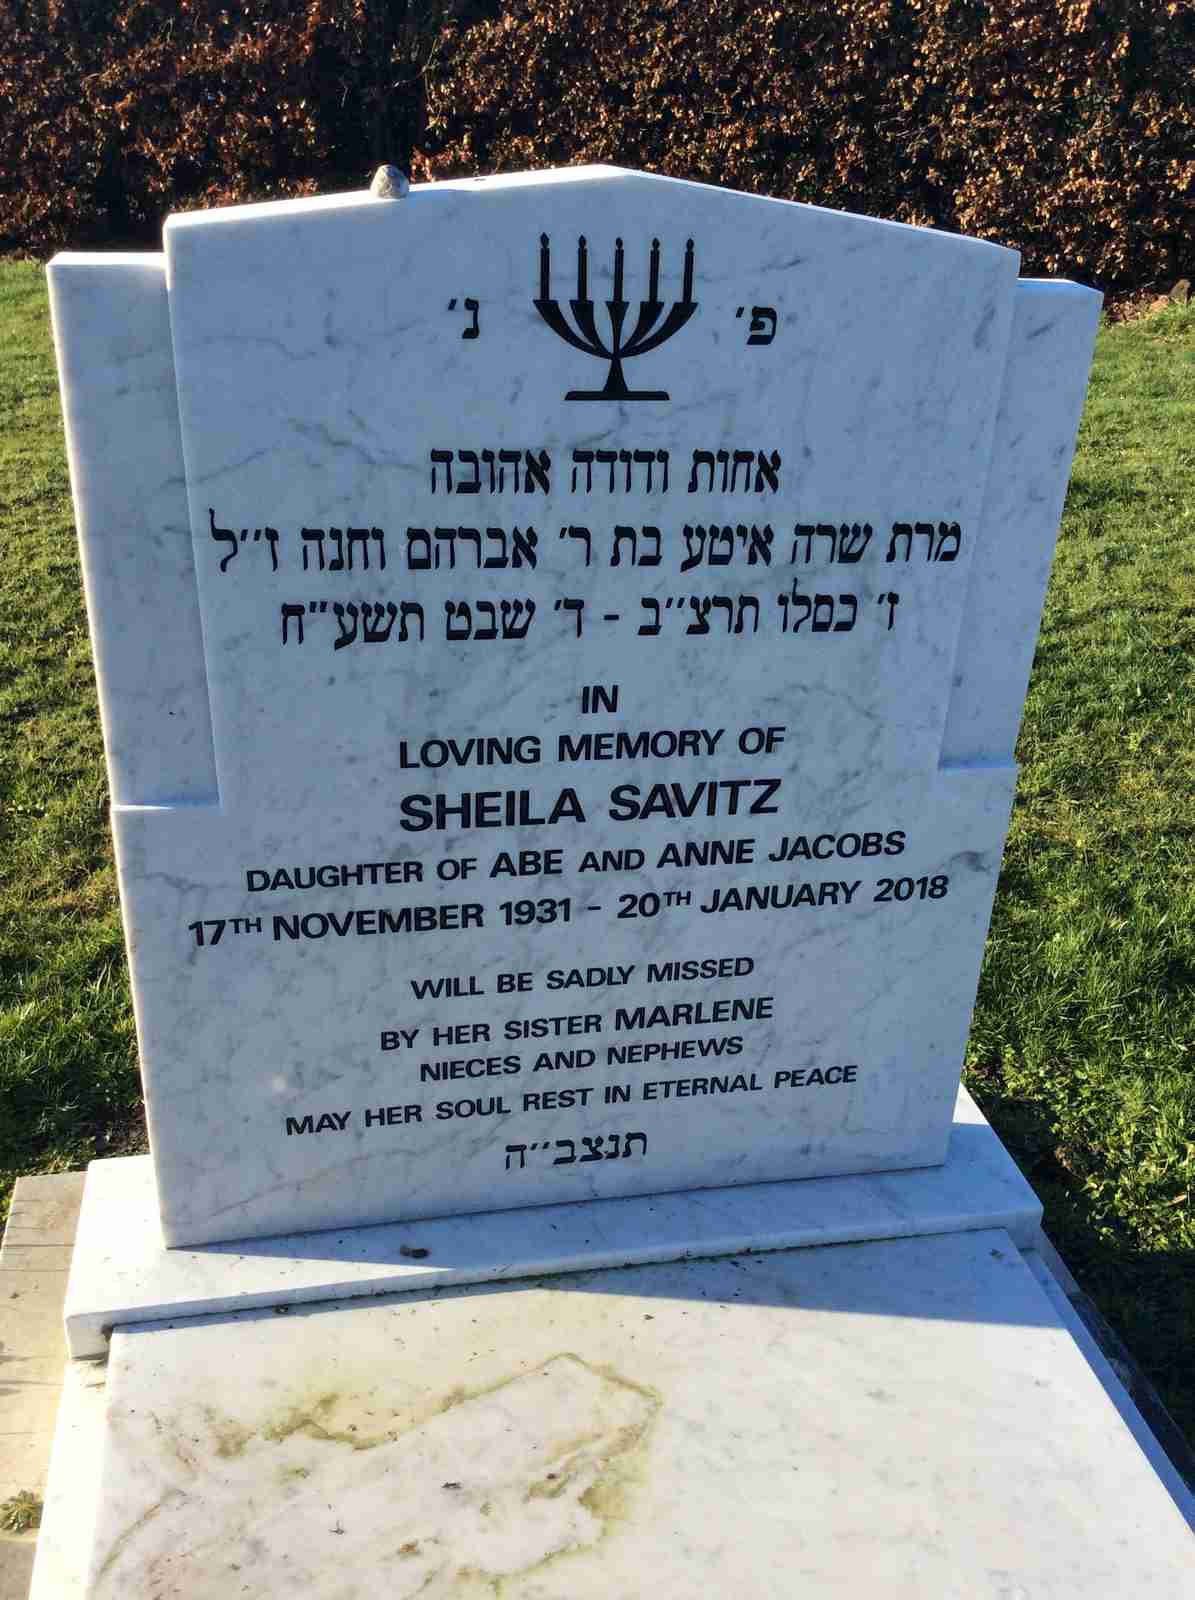 פ׳ נ׳
אחות ודודה אהובה
מרת שרה איטע בת ר׳ אברהם וחנה ז׳׳ל
ז׳ כסלו תרצ׳׳ב - ד׳ שבט תשע"ח
IN
LOVING MEMORY OF
SHEILA SAVITZ
DAUGHTER OF ABE AND ANNE JACOBS
17TH NOVEMBER 1931 - 20TH JANUARY 2018
WILL BE SADLY MISSED
BY HER SISTER MARLENE
NIECES AND NEPHEWS
MAY HER SOUL REST IN ETERNAL PEACE
תנצב׳׳ה